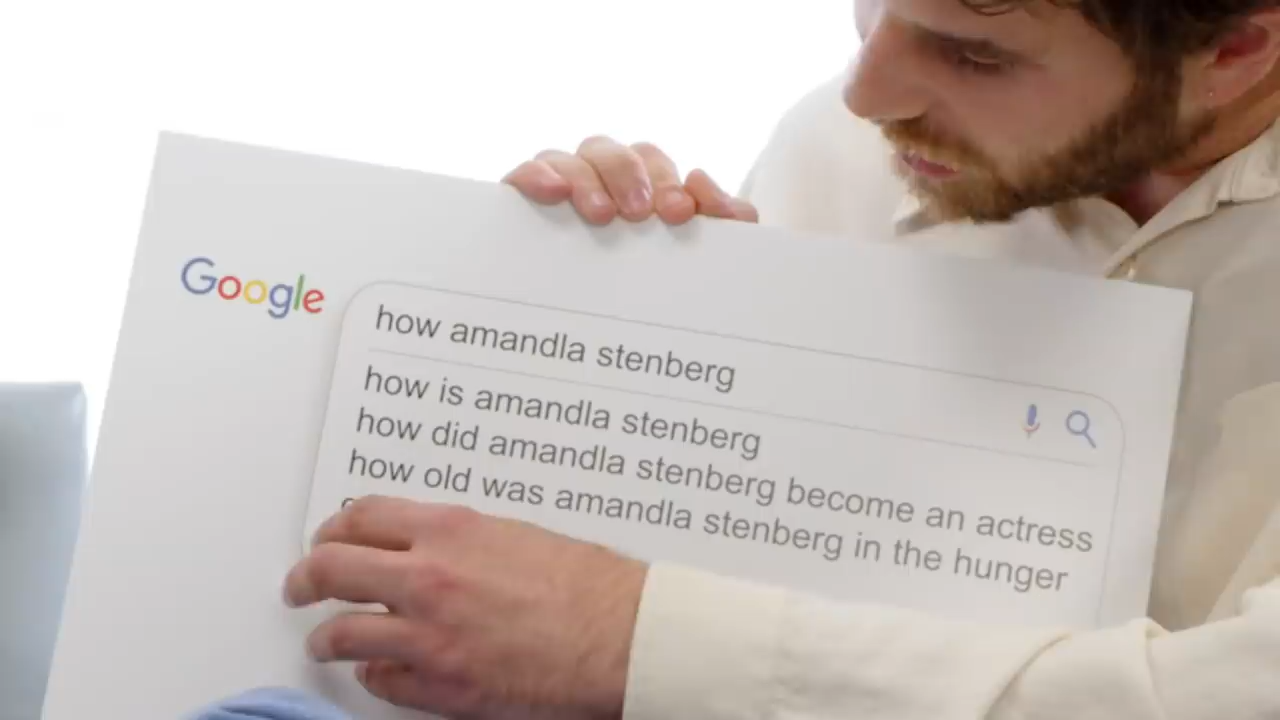 Google
how amandla stenberg
how is amandla stenberg
how did amandla stenberg become an actress
how old was amandla stenberg in the hunger